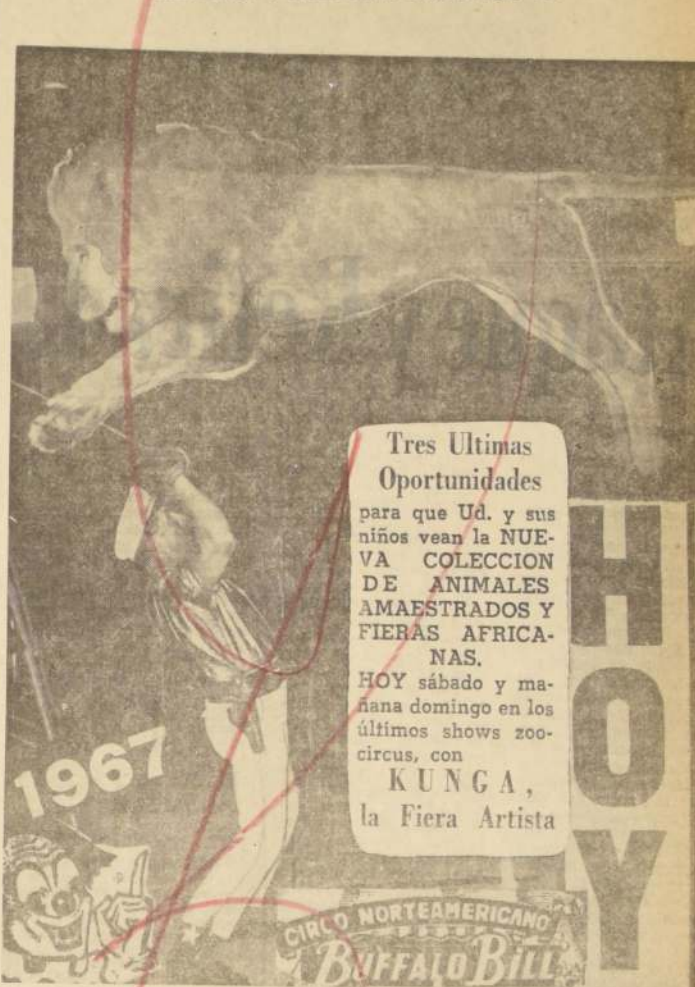 Tres Ultimas
Oportunidades
para que Ud. y sus
niños vean la NUE-
VA COLECCION
DE ANIMALES
AMAESTRADOS Y
FIERAS AFRICA-
NAS.
HOY sábado y ma-
ñana domingo en los
últimos shows zoo-
circus, con
KUNGA,
la Fiera Artista
HOY
1967
CIRCO NORTEAMERICANO
BUFFALO BILL